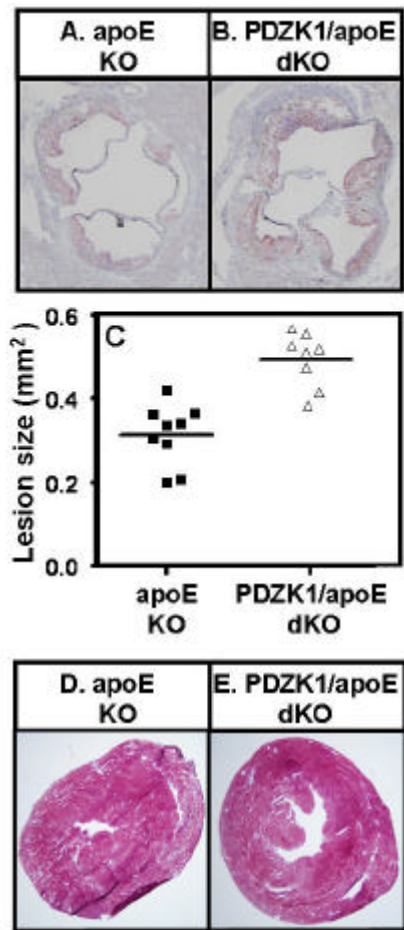 A. apoE
KO
B. PDZK1/apoE
dKO
C
Lesion size (mm²)
0.6
0.4
0.2
0.0
apoE
KO
PDZK1/apoE
dKO
D. apoE
KO
E. PDZK1/apoE
dKO